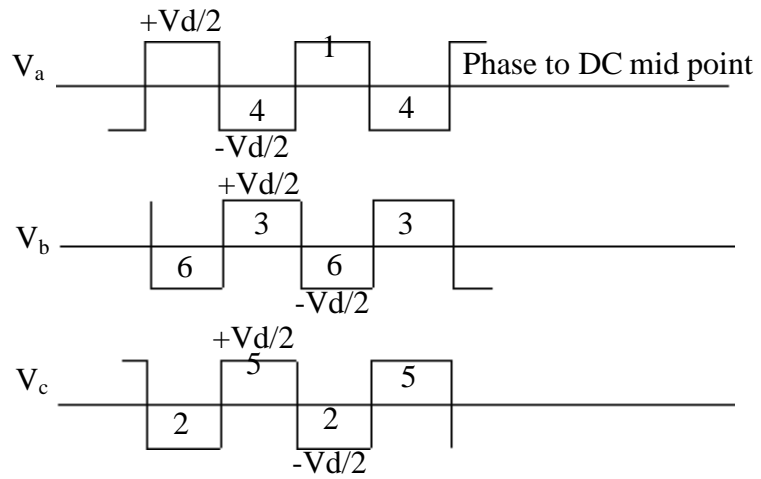 +Vd/2
1
Va
Phase to DC mid point
4
4
-Vd/2
+Vd/2
3
3
Vb
6
6
-Vd/2
+Vd/2
5
5
Vc
2
2
-Vd/2